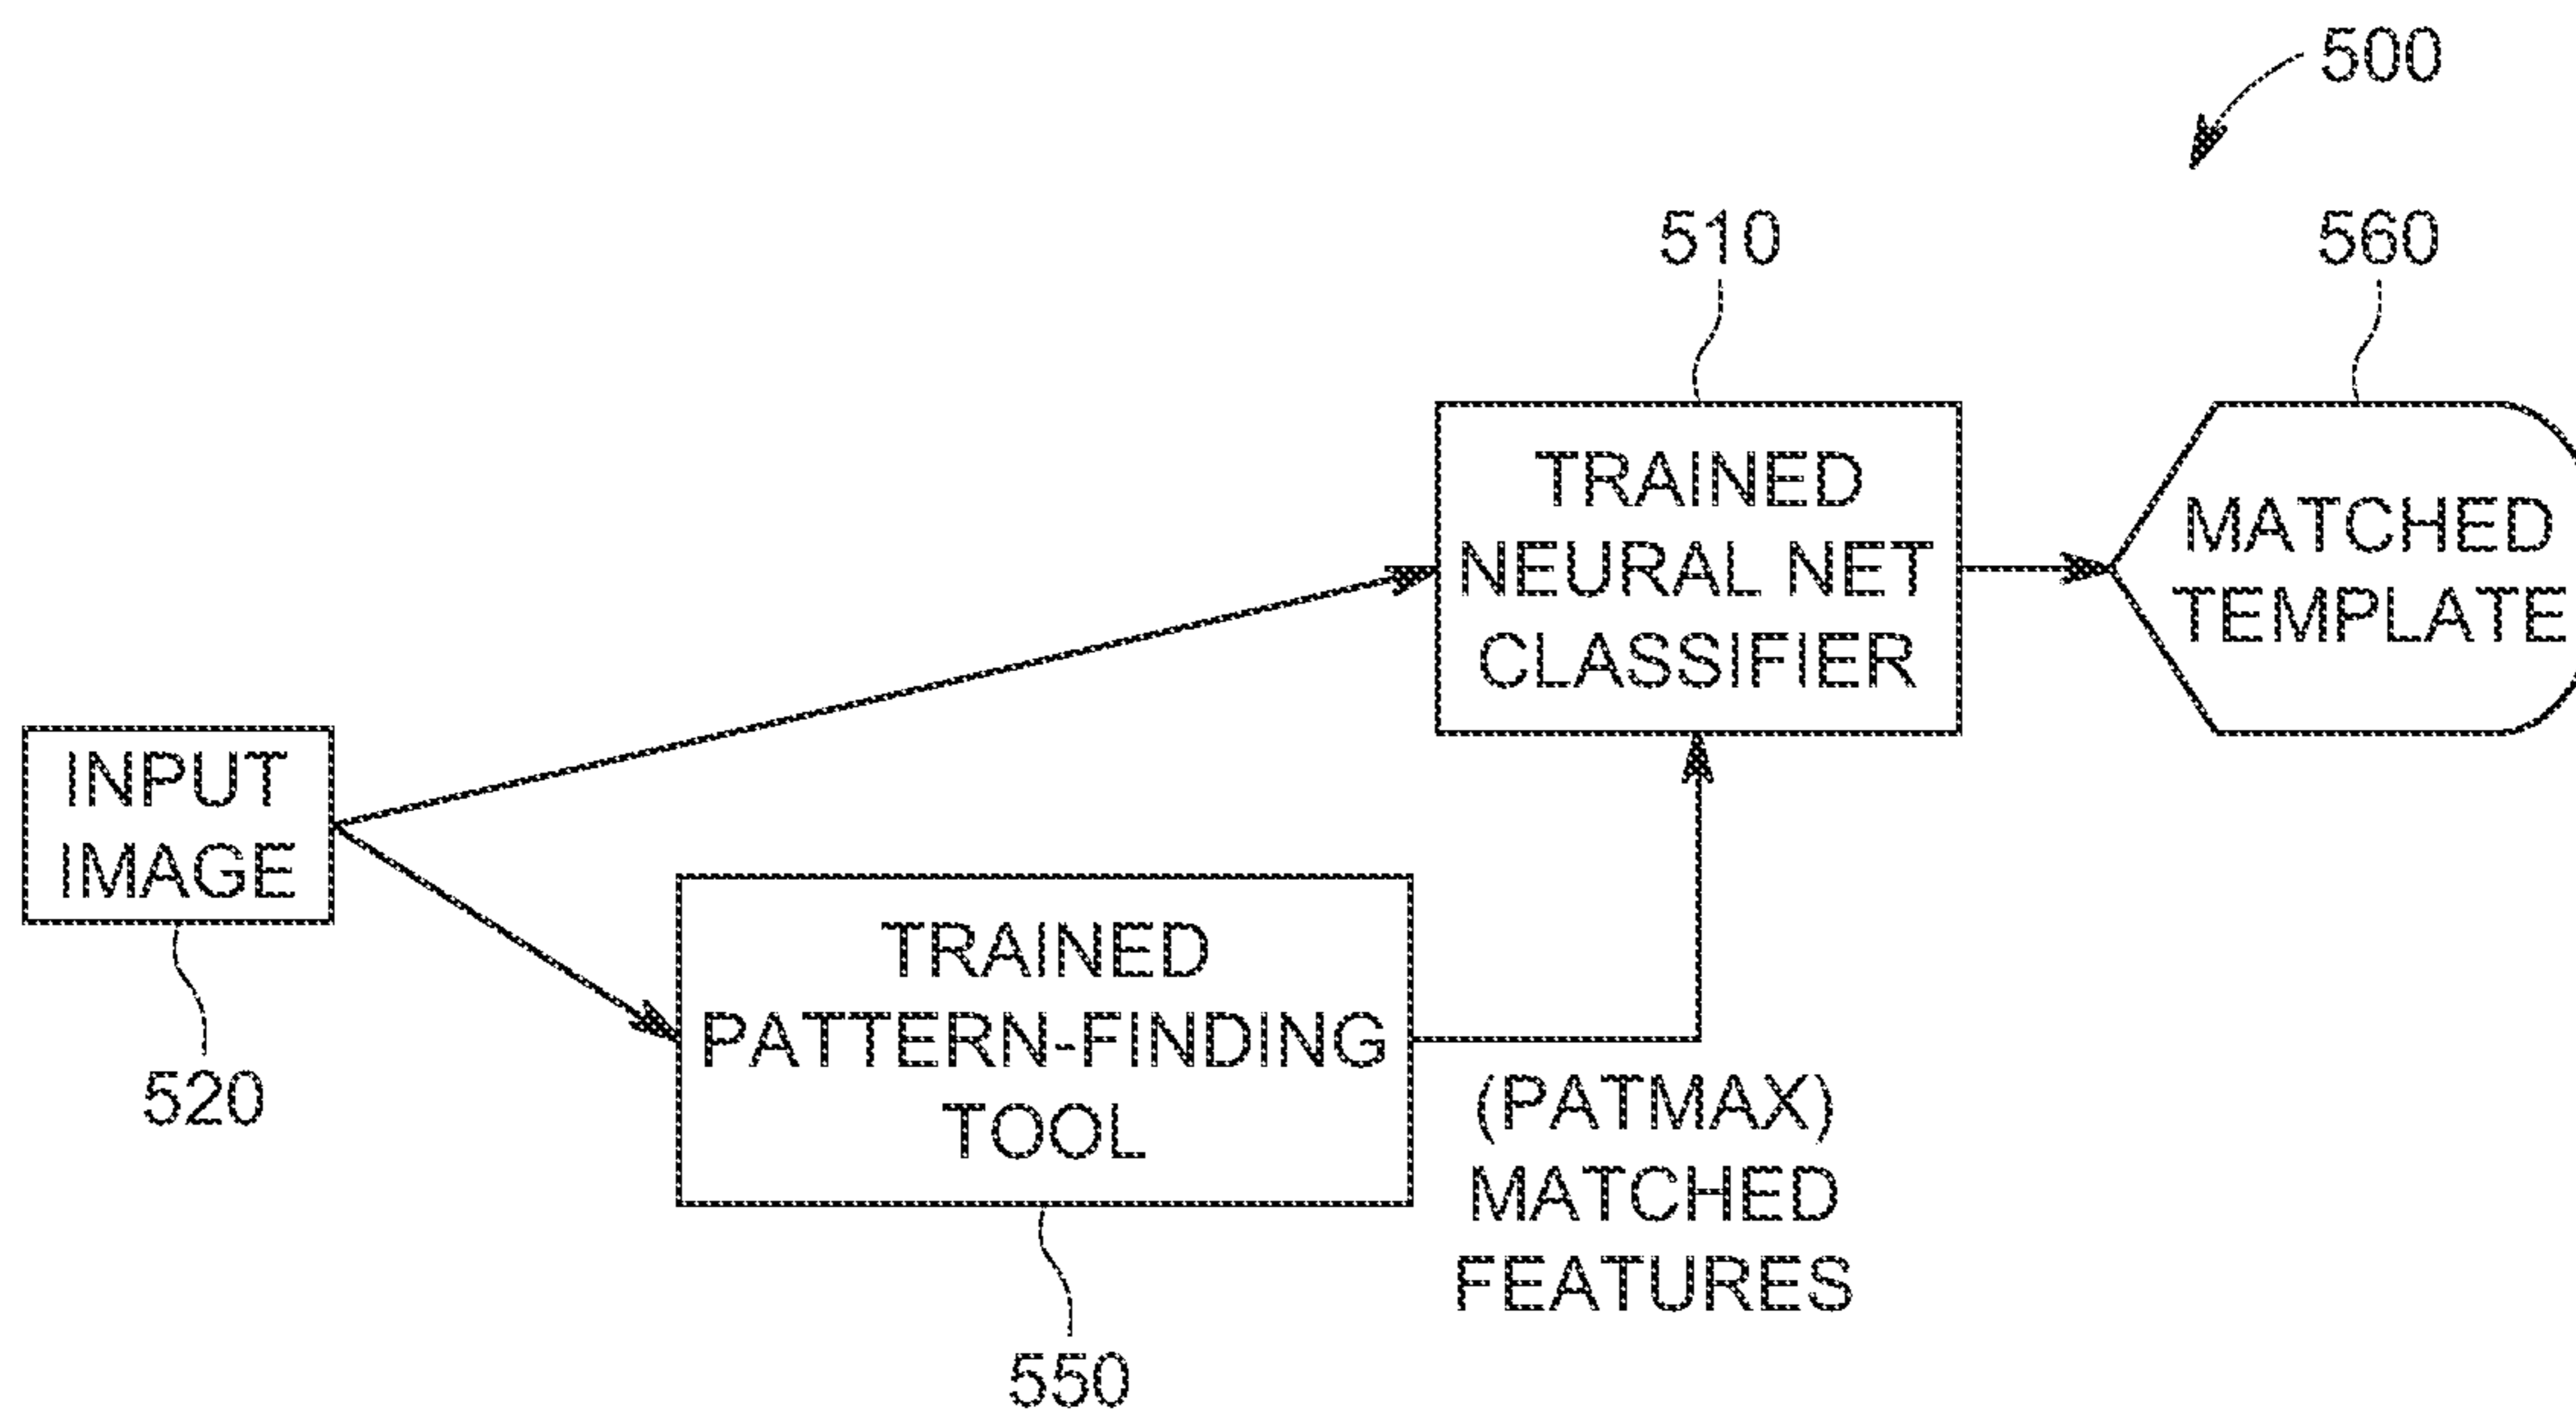 500
510
560
TRAINED
NEURAL NET
CLASSIFIER
MATCHED
TEMPLATE
INPUT
IMAGE
520
TRAINED
PATTERN-FINDING
TOOL
550
(PATMAX)
MATCHED
FEATURES